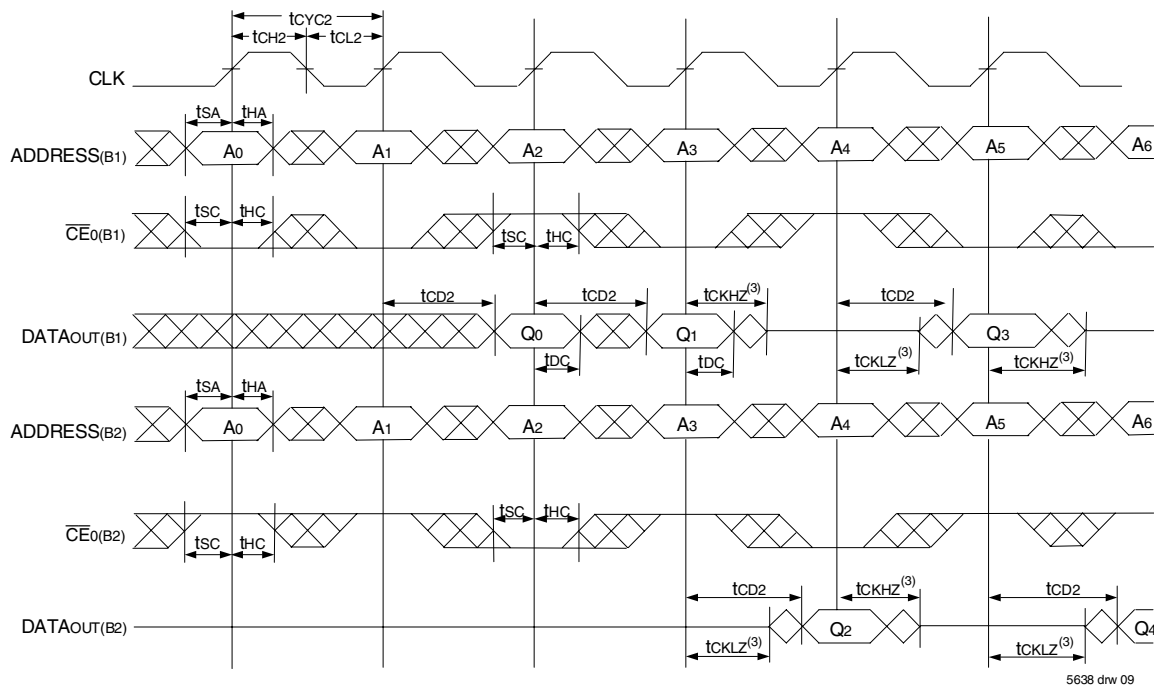 tCYC2
tCH2 tCL2
CLK
tSA tHA
ADDRESS(B1) A0 A1 A2 A3 A4 A5 A6
tSC tHC
CE0(B1)
tSC tHC
tCD2 tCD2 tCKHZ(3) tCD2
DATAOUT(B1) Q0 Q1 Q3
tDC tDC tCKLZ(3) tCKHZ(3)
tSA tHA
ADDRESS(B2) A0 A1 A2 A3 A4 A5 A6
tSC tHC
CE0(B2)
tSC tHC
tCD2 tCKHZ(3) tCD2
DATAOUT(B2) Q2 Q4
tCKLZ(3) tCKLZ(3)
5638 drw 09